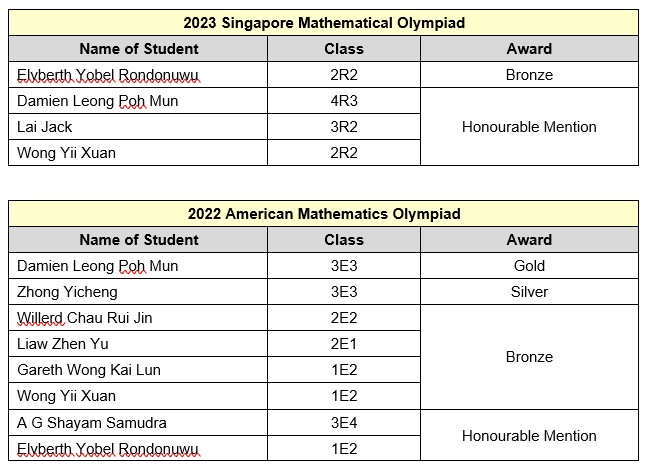 2023 Singapore Mathematical Olympiad
Name of Student Class Award
Elyberth Yobel Rondonuwu 2R2 Bronze
Damien Leong Poh Mun 4R3
Lai Jack 3R2 Honourable Mention
Wong Yii Xuan 2R2
2022 American Mathematics Olympiad
Name of Student Class Award
Damien Leong Poh Mun 3E3 Gold
Zhong Yicheng 3E3 Silver
Willerd Chau Rui Jin 2E2
Liaw Zhen Yu 2E1
Bronze
Gareth Wong Kai Lun 1E2
Wong Yii Xuan 1E2
A G Shayam Samudra 3E4
Honourable Mention
Elyberth Yobel Rondonuwu 1E2